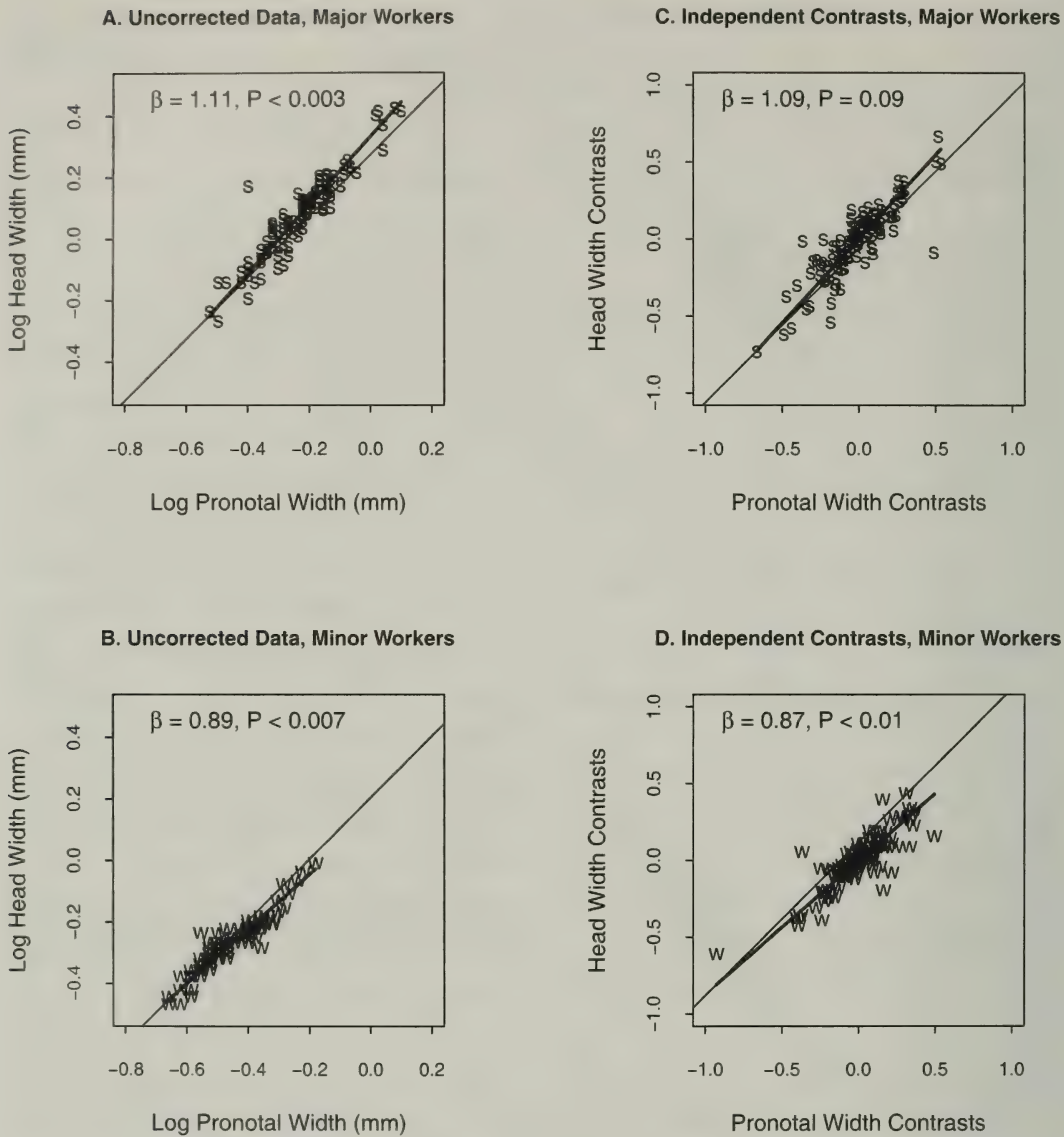 A. Uncorrected Data, Major Workers
β = 1.11, P < 0.003
Log Head Width (mm)
0.4
0.2
0.0
−0.2
−0.4
−0.8 −0.6 −0.4 −0.2 0.0 0.2
Log Pronotal Width (mm)
C. Independent Contrasts, Major Workers
β = 1.09, P = 0.09
Head Width Contrasts
1.0
0.5
0.0
−0.5
−1.0
−1.0 −0.5 0.0 0.5 1.0
Pronotal Width Contrasts
B. Uncorrected Data, Minor Workers
β = 0.89, P < 0.007
Log Head Width (mm)
0.4
0.2
0.0
−0.2
−0.4
−0.8 −0.6 −0.4 −0.2 0.0 0.2
Log Pronotal Width (mm)
D. Independent Contrasts, Minor Workers
β = 0.87, P < 0.01
Head Width Contrasts
1.0
0.5
0.0
−0.5
−1.0
−1.0 −0.5 0.0 0.5 1.0
Pronotal Width Contrasts